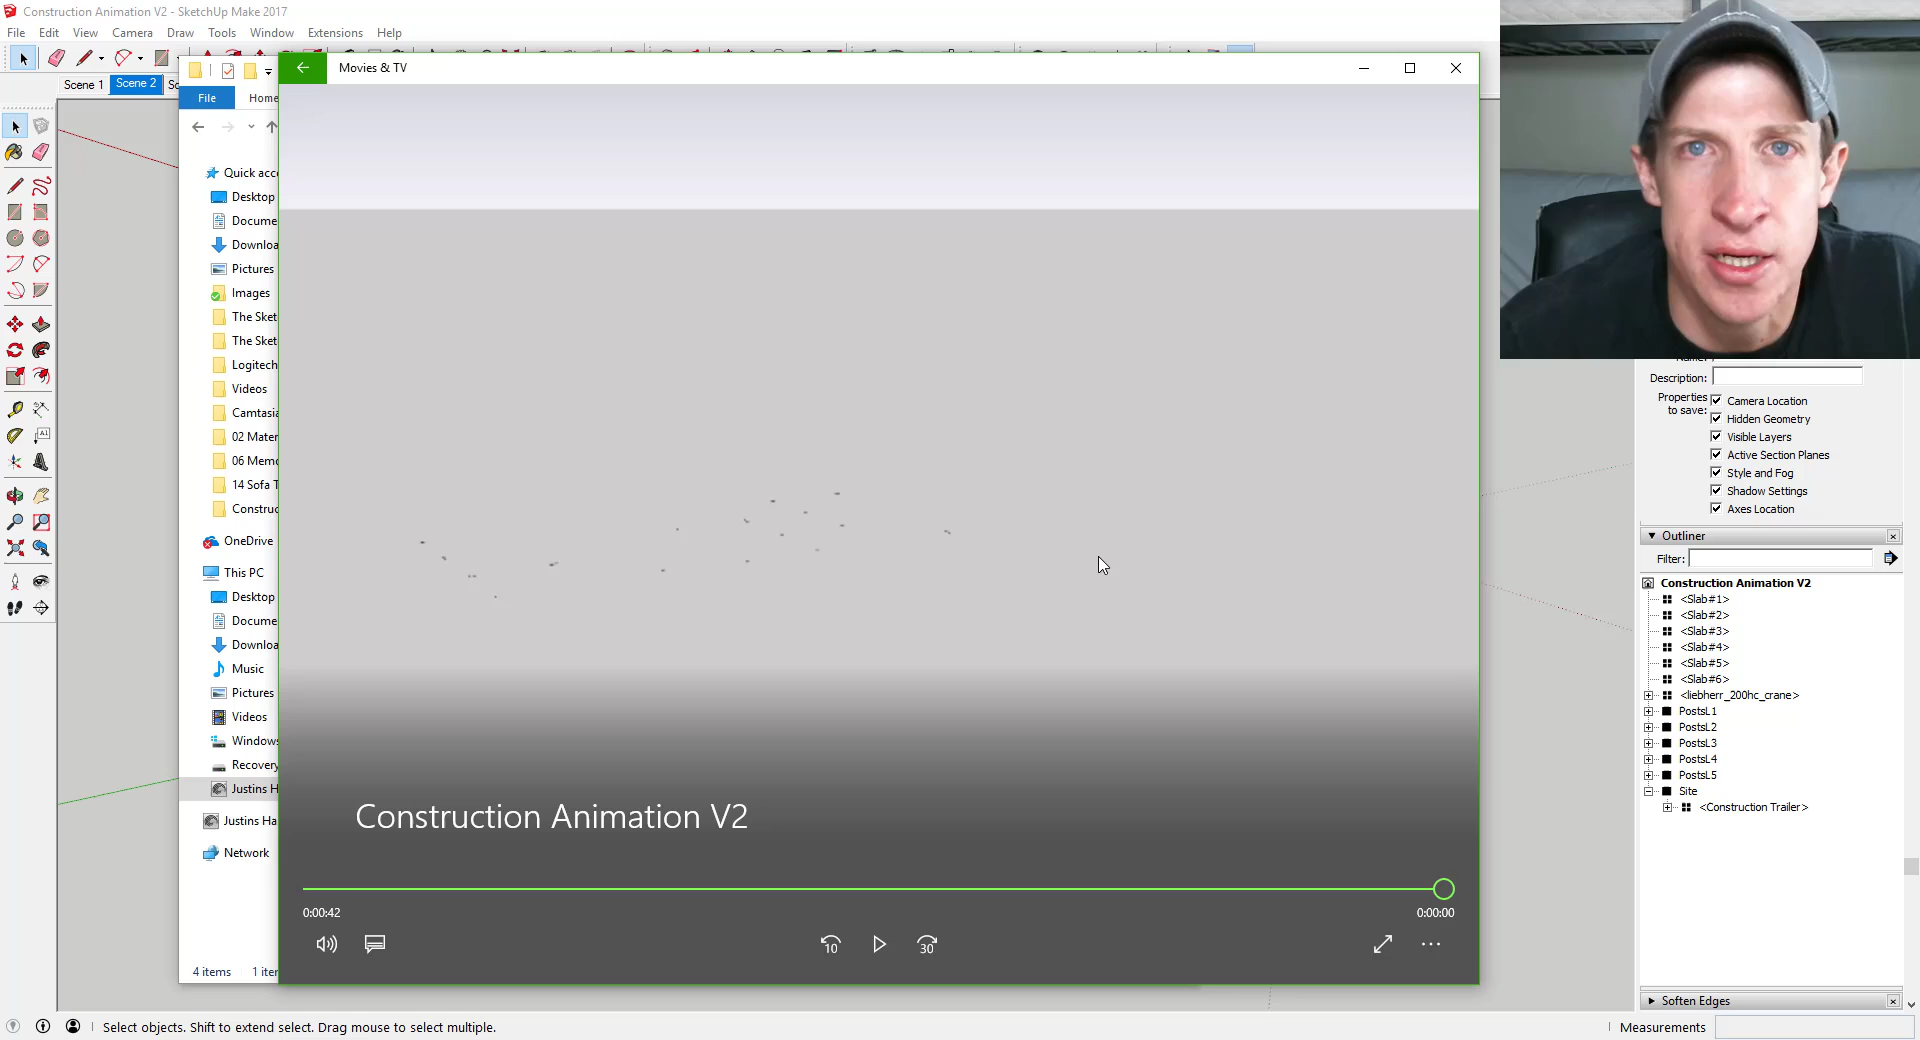 Construction Animation V2 - SketchUp Make 2017
File Edit View Camera Draw Tools Window Extensions Help
Scene 1 Scene 2 Sc
Movies & TV
File Home
Quick acc
Desktop
Docume
Downloa
Pictures
Images
The Sket
The Sket
Logitech
Videos
Camtasia
02 Mater
06 Memo
14 Sofa T
Construc
OneDrive
This PC
Desktop
Docume
Downloa
Music
Pictures
Videos
Windows
Recovery
Justins H
Justins Ha
Network
4 items 1 iter
Construction Animation V2
0:00:42
0:00:00
10
30
Description:
Properties
to save:
Camera Location
Hidden Geometry
Visible Layers
Active Section Planes
Style and Fog
Shadow Settings
Axes Location
Outliner
Filter:
Construction Animation V2
<Slab#1>
<Slab#2>
<Slab#3>
<Slab#4>
<Slab#5>
<Slab#6>
<liebherr_200hc_crane>
PostsL1
PostsL2
PostsL3
PostsL4
PostsL5
Site
<Construction Trailer>
Soften Edges
Select objects. Shift to extend select. Drag mouse to select multiple.
Measurements